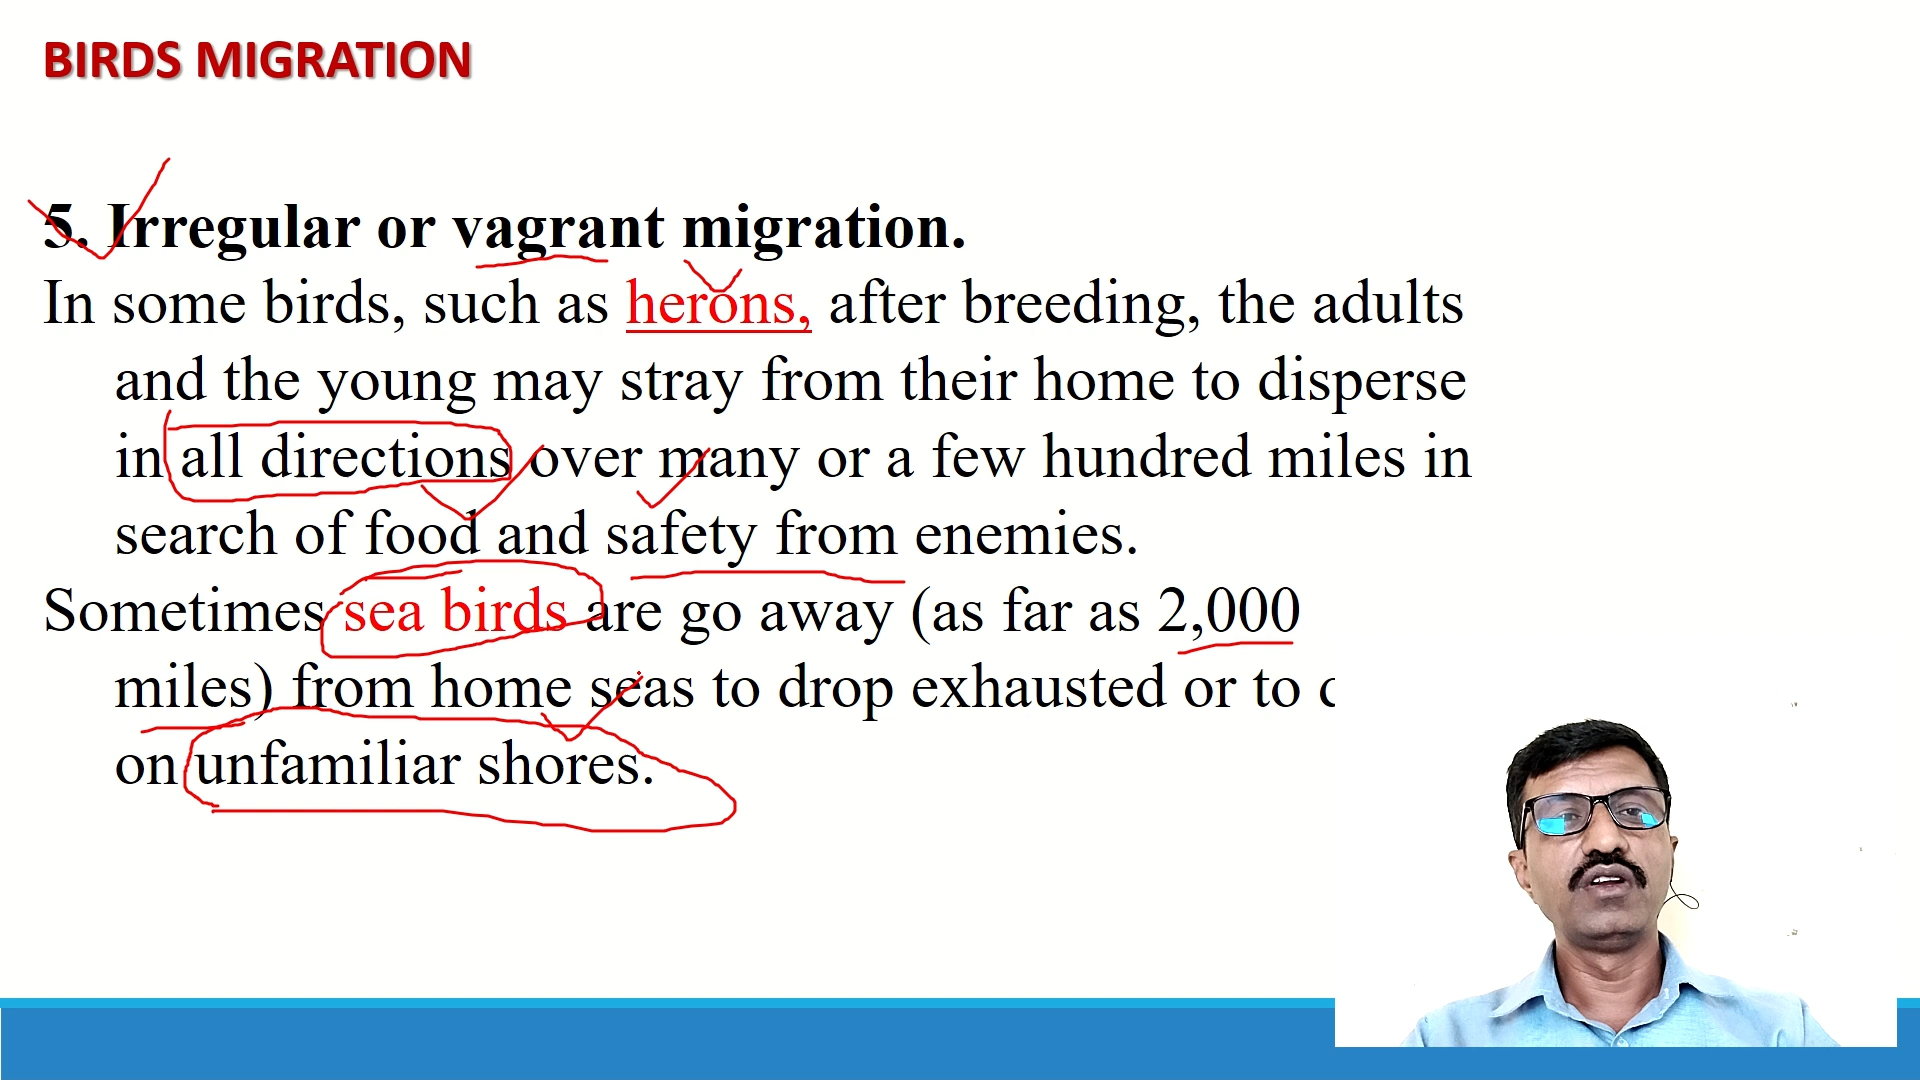 BIRDS MIGRATION
5. Irregular or vagrant migration.
In some birds, such as herons, after breeding, the adults
and the young may stray from their home to disperse
in all directions over many or a few hundred miles in
search of food and safety from enemies.
Sometimes sea birds are go away (as far as 2,000
miles) from home seas to drop exhausted or to
on unfamiliar shores.